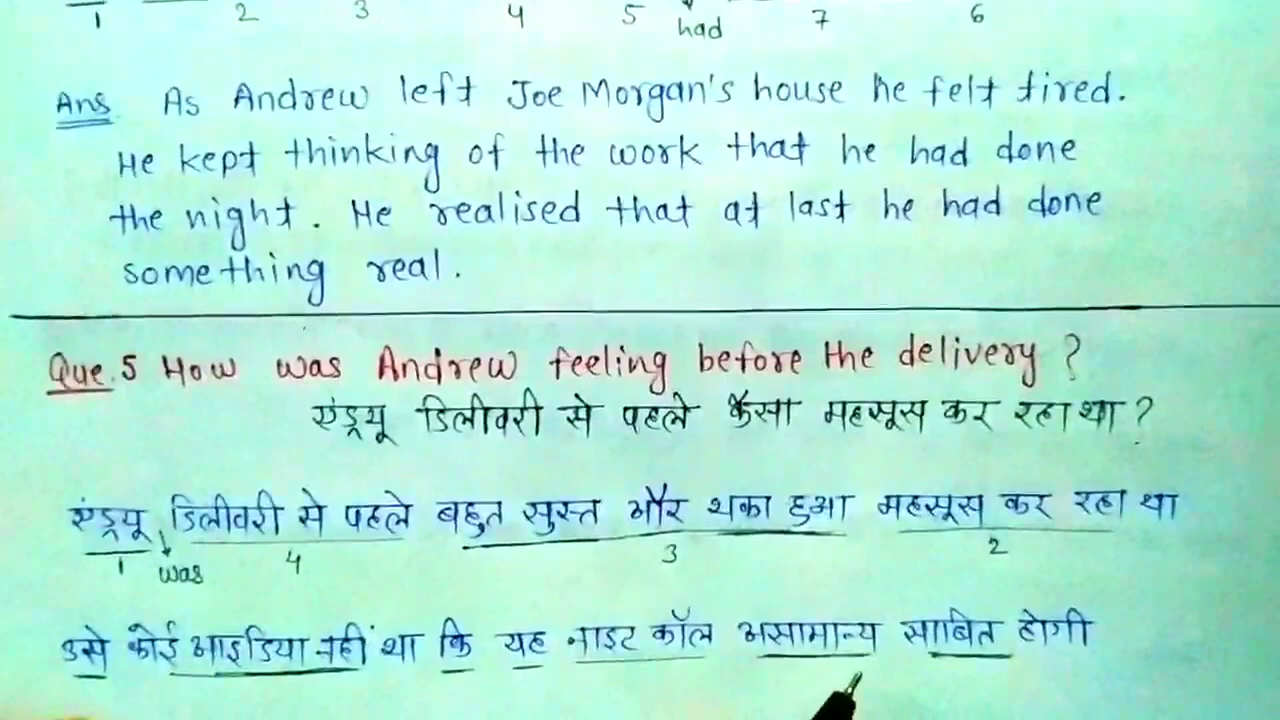 1 2 3 4 5 had 7 6
Ans As Andrew left Joe Morgan's house he felt tired.
He kept thinking of the work that he had done
the night. He realised that at last he had done
something real.
Que.5 How was Andrew feeling before the delivery?
एंड्रयू डिलीवरी से पहले कैसा महसूस कर रहा था?
एंड्रयू डिलीवरी से पहले बहुत सुस्त और थका हुआ महसूस कर रहा था
1 was 4 3 2
उसे कोई आइडिया नहीं था कि यह नाइट कॉल असामान्य साबित होगी